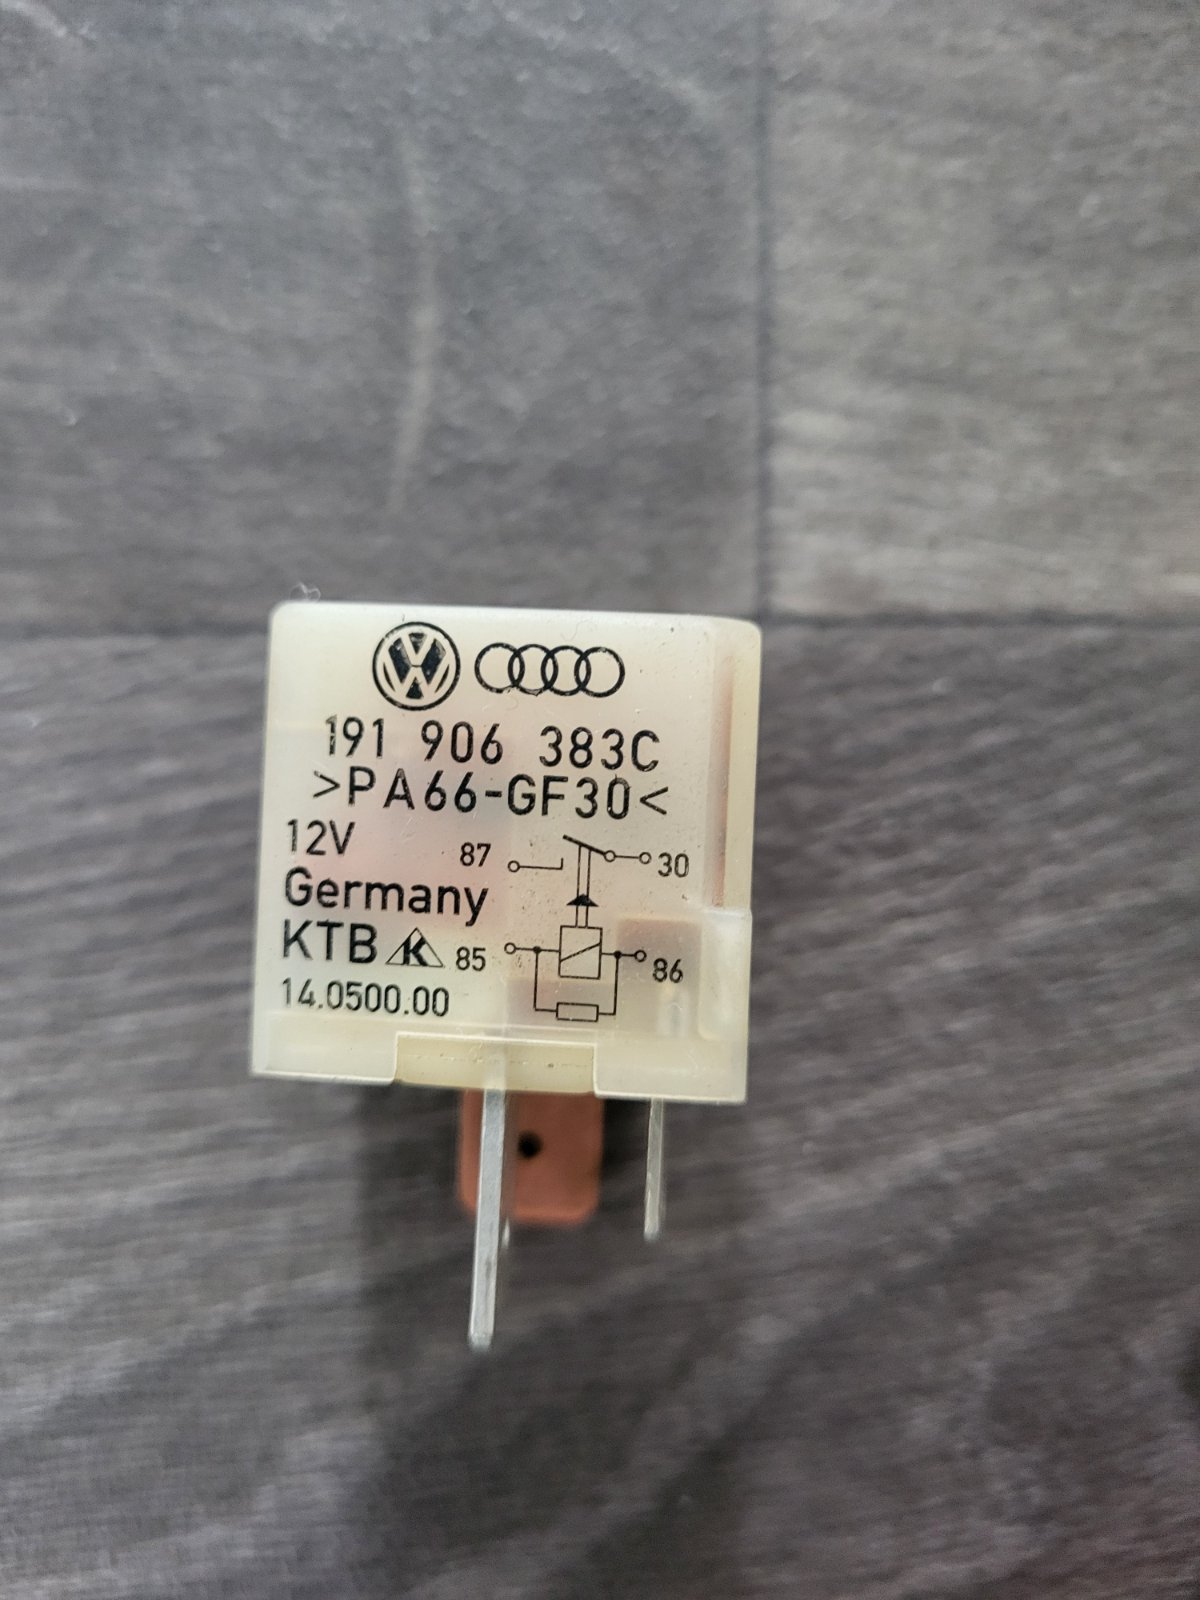 191 906 383C
>PA66-GF30<
12V
87
30
Germany
KTB K
85
86
14.0500.00